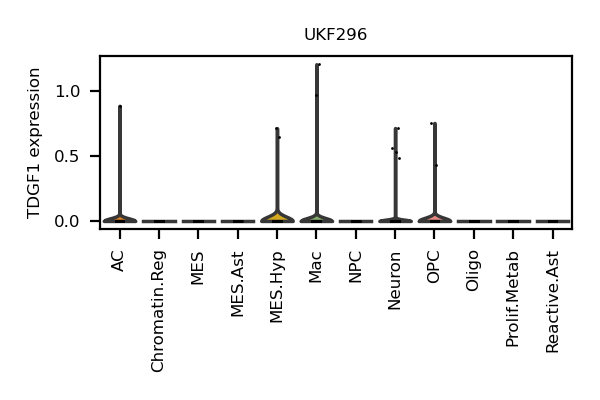 UKF296
TDGF1 expression
1.0
0.5
0.0
AC
Chromatin.Reg
MES
MES.Ast
MES.Hyp
Mac
NPC
Neuron
OPC
Oligo
Prolif.Metab
Reactive.Ast